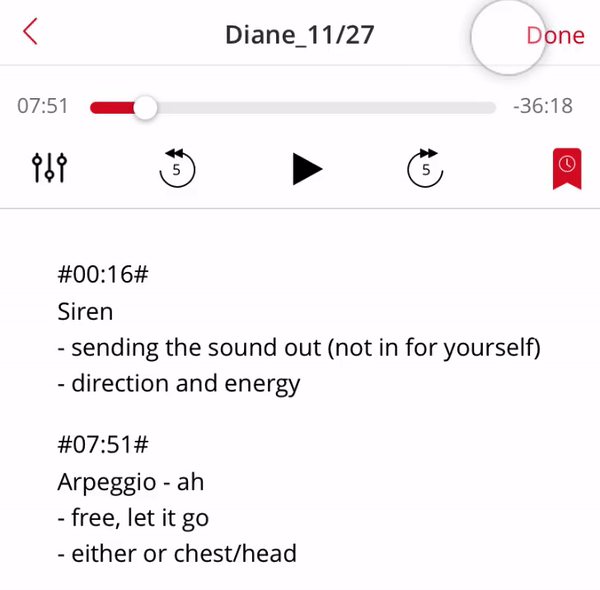 Diane_11/27
Done
07:51
-36:18
5
5
#00:16#
Siren
- sending the sound out (not in for yourself)
- direction and energy
#07:51#
Arpeggio - ah
- free, let it go
- either or chest/head